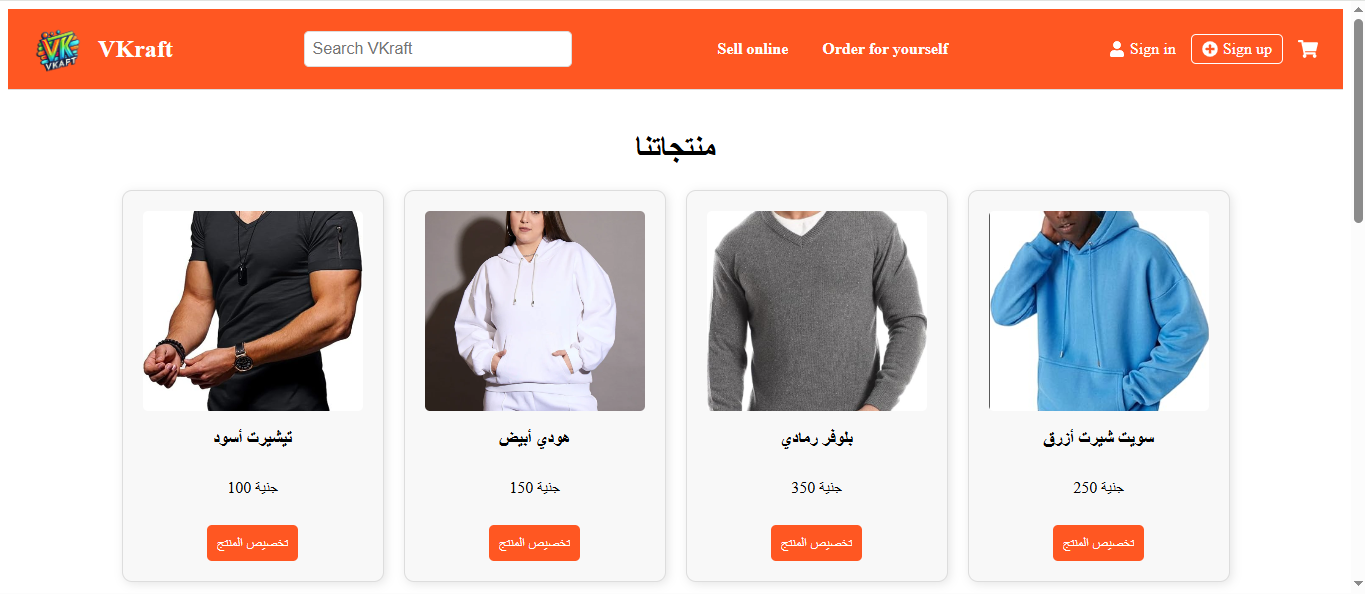 VK
VKAFT
VKraft
Search VKraft
Sell online
Order for yourself
Sign in
Sign up
منتجاتنا
تيشيرت أسود
100 جنية
تخصيص المنتج
هودي أبيض
150 جنية
تخصيص المنتج
بلوفر رمادي
350 جنية
تخصيص المنتج
سويت شيرت أزرق
250 جنية
تخصيص المنتج